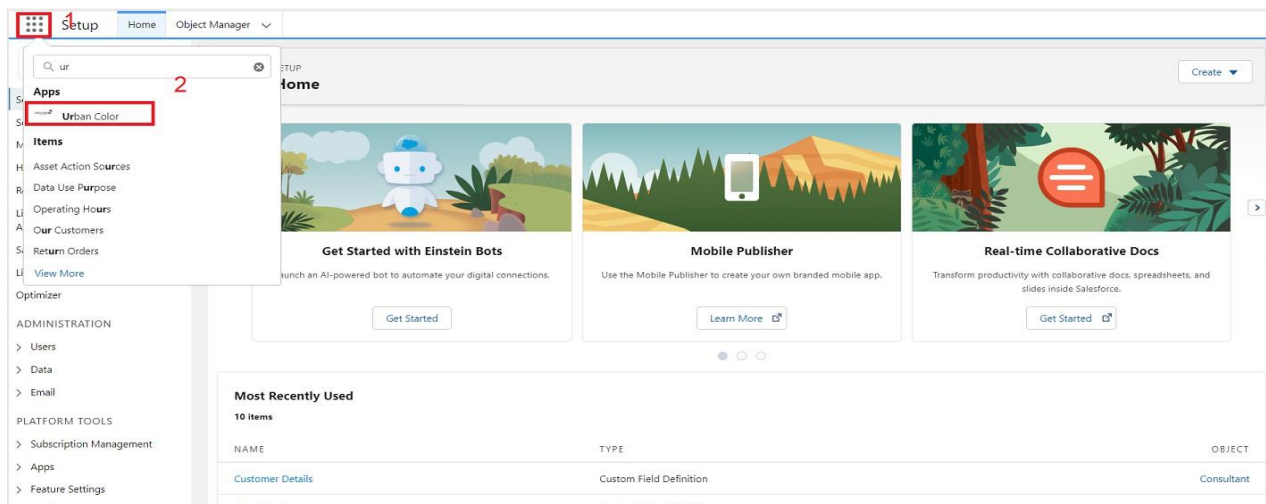 1
Setup
Home
Object Manager
ur
2
Apps
Urban Color
Items
Asset Action Sources
Data Use Purpose
Operating Hours
Our Customers
Return Orders
View More
Optimizer
ADMINISTRATION
Users
Data
Email
PLATFORM TOOLS
Subscription Management
Apps
Feature Settings
ETUP
Home
Create
Get Started with Einstein Bots
aunch an AI-powered bot to automate your digital connections.
Get Started
Mobile Publisher
Use the Mobile Publisher to create your own branded mobile app.
Learn More
Real-time Collaborative Docs
Transform productivity with collaborative docs, spreadsheets, and
slides inside Salesforce.
Get Started
Most Recently Used
10 items
NAME
TYPE
OBJECT
Customer Details
Custom Field Definition
Consultant